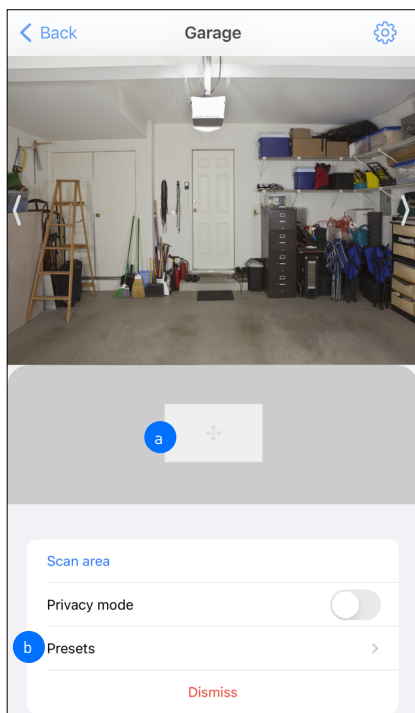 Back
Garage
a
Scan area
Privacy mode
b
Presets
Dismiss